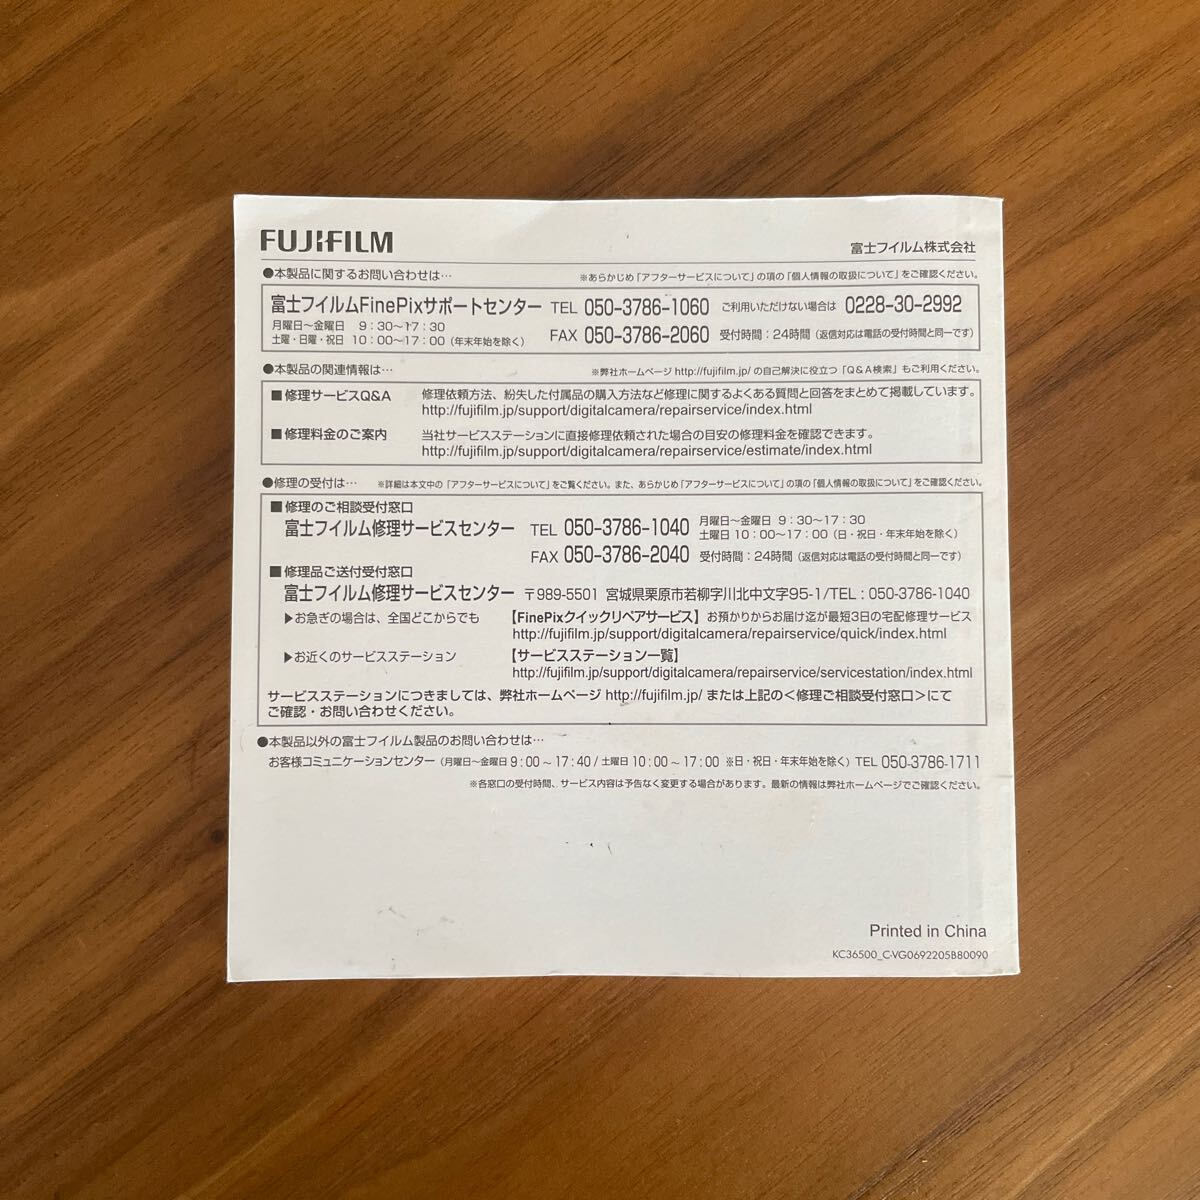 FUJIFILM
富士フイルム株式会社
●本製品に関するお問い合わせは…
※あらかじめ「アフターサービスについて」の項の「個人情報の取扱について」をご確認ください。
富士フイルムFinePixサポートセンター TEL 050-3786-1060 ご利用いただけない場合は 0228-30-2992
月曜日〜金曜日 9：30〜17：30
土曜・日曜・祝日 10：00〜17：00（年末年始を除く）
FAX 050-3786-2060 受付時間：24時間（返信対応は電話の受付時間と同一です）
●本製品の関連情報は…
※弊社ホームページ http://fujifilm.jp/ の自己解決に役立つ「Q＆A検索」もご利用ください。
■修理サービスQ&A 修理依頼方法、紛失した付属品の購入方法など修理に関するよくある質問と回答をまとめて掲載しています。
http://fujifilm.jp/support/digitalcamera/repairservice/index.html
■修理料金のご案内 当社サービスステーションに直接修理依頼された場合の目安の修理料金を確認できます。
http://fujifilm.jp/support/digitalcamera/repairservice/estimate/index.html
●修理の受付は… ※詳細は本文中の「アフターサービスについて」をご覧ください。また、あらかじめ「アフターサービスについて」の項の「個人情報の取扱について」をご確認ください。
■修理のご相談受付窓口
富士フイルム修理サービスセンター TEL 050-3786-1040 月曜日〜金曜日 9：30〜17：30
土曜日 10：00〜17：00（日・祝日・年末年始を除く）
FAX 050-3786-2040 受付時間：24時間（返信対応は電話の受付時間と同一です）
■修理品ご送付受付窓口
富士フイルム修理サービスセンター 〒989-5501 宮城県栗原市若柳字川北中文字95-1/TEL：050-3786-1040
▶お急ぎの場合は、全国どこからでも 【FinePixクイックリペアサービス】お預かりからお届け迄が最短3日の宅配修理サービス
http://fujifilm.jp/support/digitalcamera/repairservice/quick/index.html
▶お近くのサービスステーション 【サービスステーション一覧】
http://fujifilm.jp/support/digitalcamera/repairservice/servicestation/index.html
サービスステーションにつきましては、弊社ホームページ http://fujifilm.jp/ または上記の＜修理ご相談受付窓口＞にて
ご確認・お問い合わせください。
●本製品以外の富士フイルム製品のお問い合わせは…
お客様コミュニケーションセンター（月曜日〜金曜日 9：00 〜 17：40 / 土曜日 10：00 〜 17：00 ※日・祝日・年末年始を除く）TEL 050-3786-1711
※各窓口の受付時間、サービス内容は予告なく変更する場合があります。最新の情報は弊社ホームページでご確認ください。
Printed in China
KC36500_C-VG0692205B80090